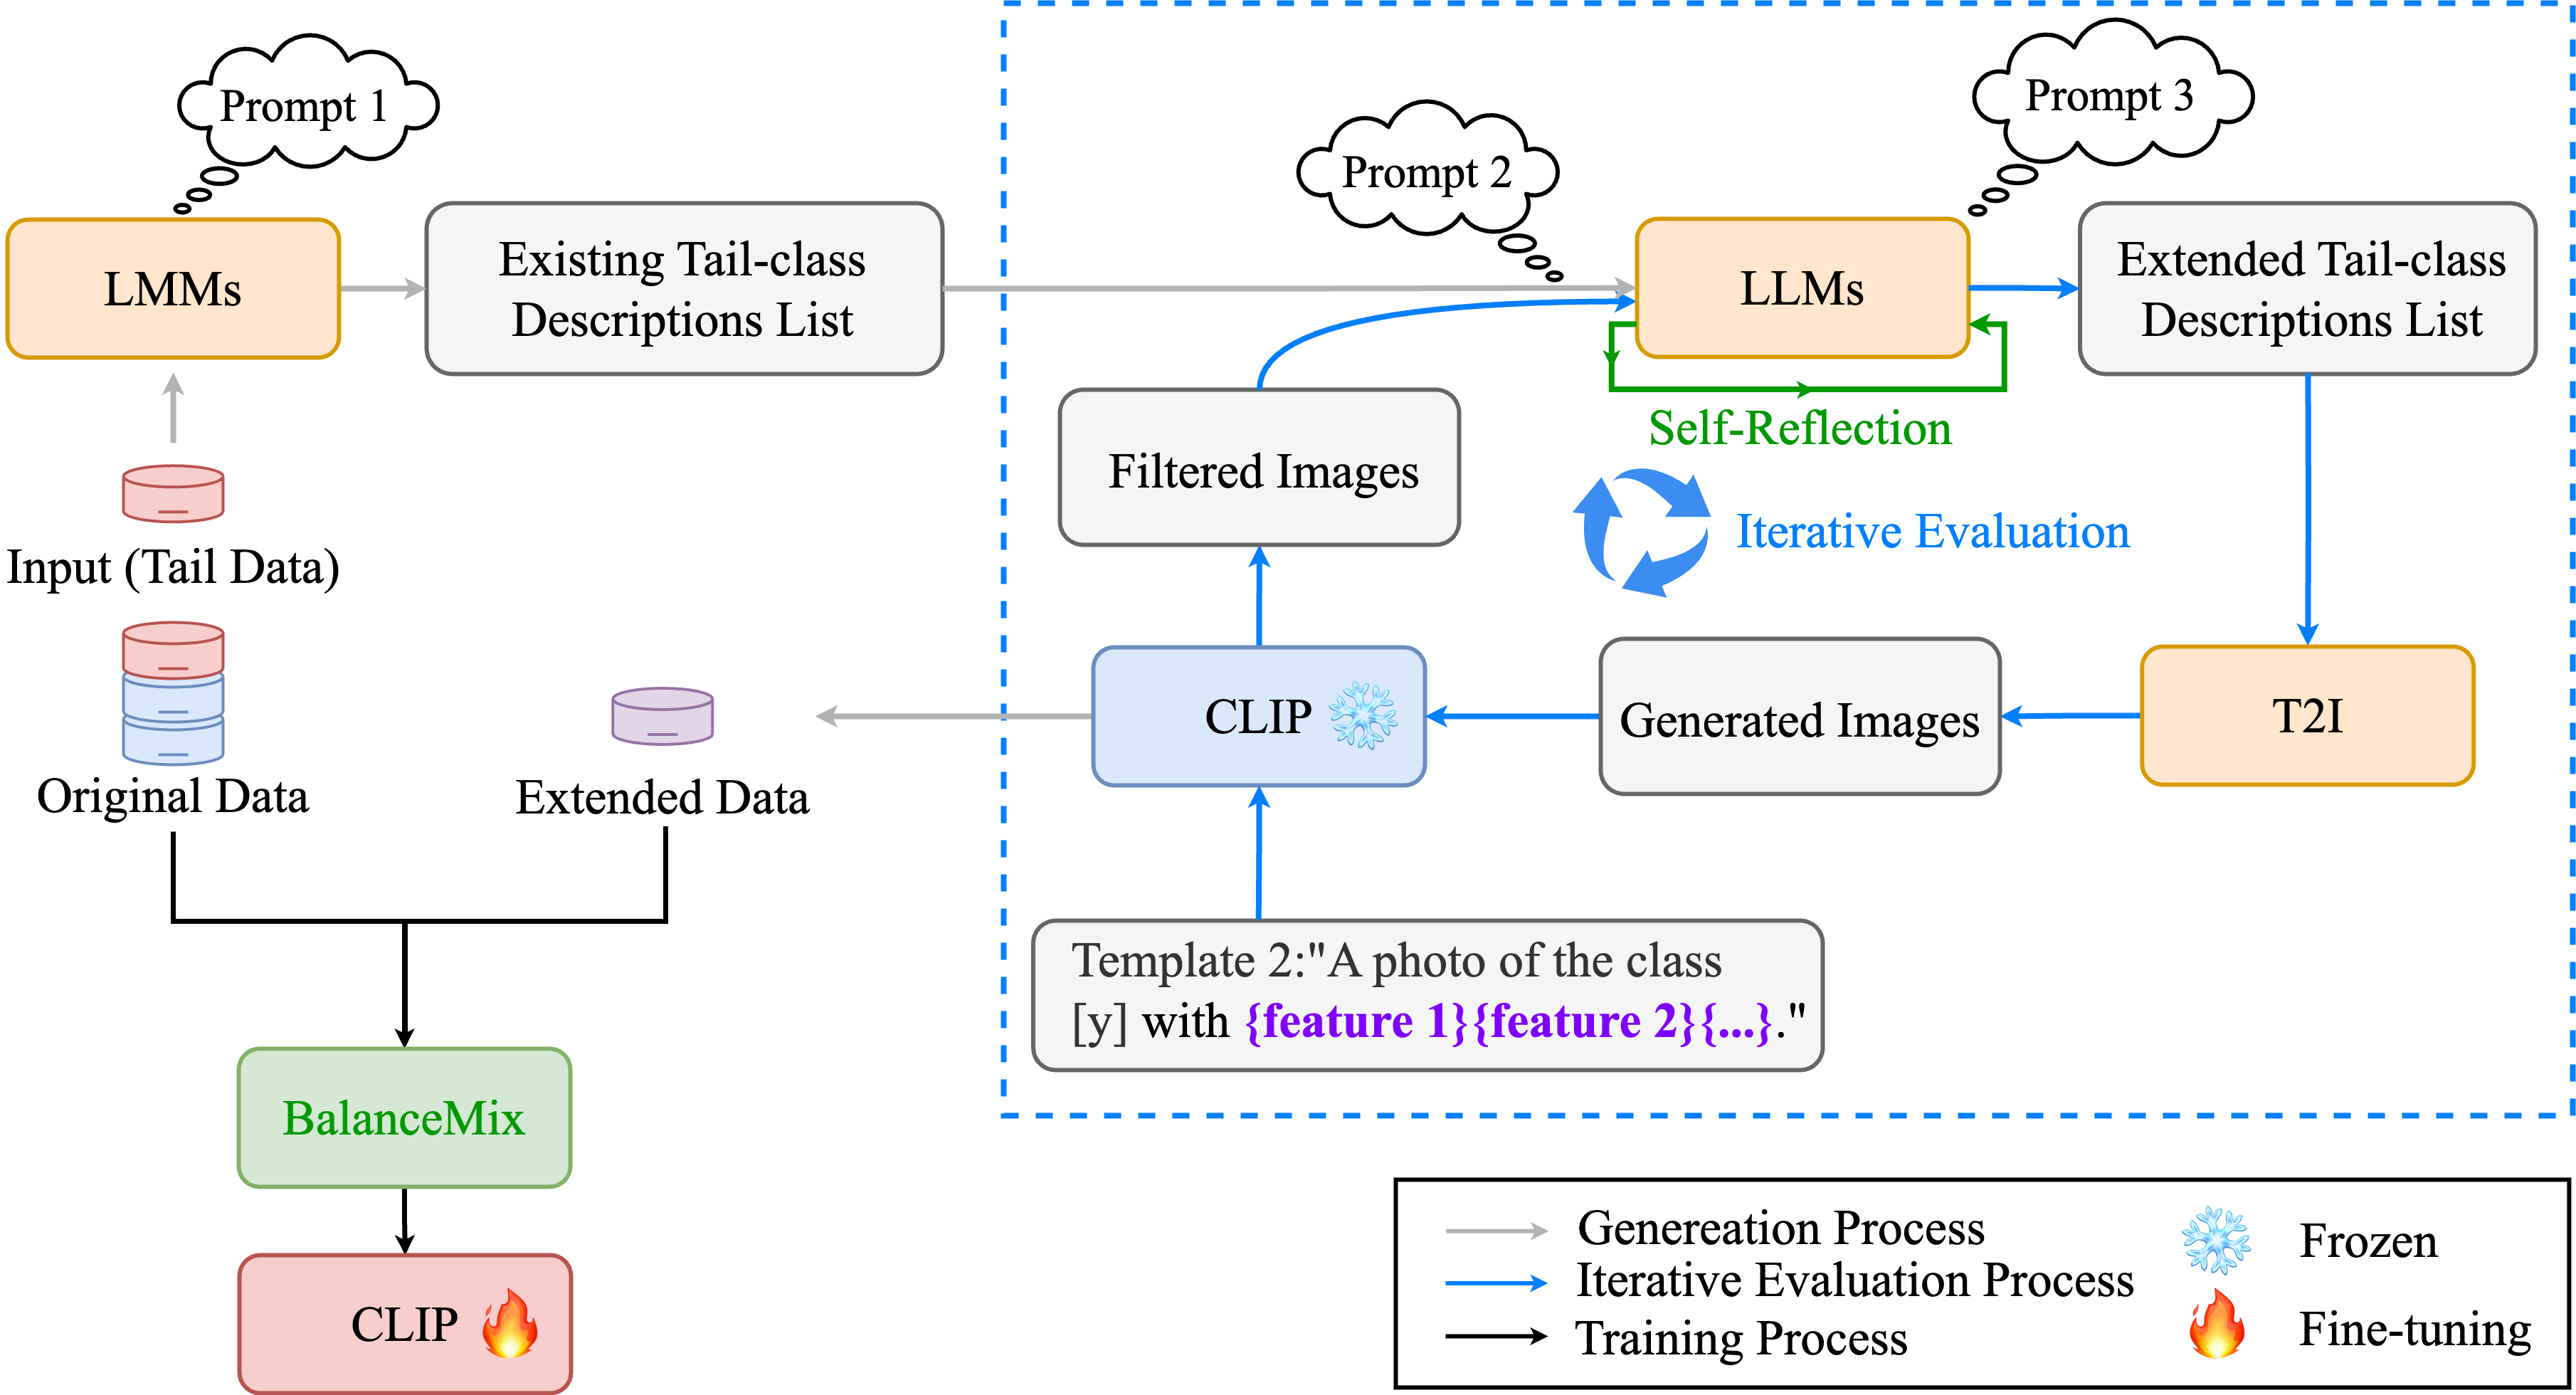 Prompt 1
Prompt 2
Prompt 3
LMMs
Existing Tail-class
Descriptions List
LLMs
Extended Tail-class
Descriptions List
Self-Reflection
Filtered Images
Iterative Evaluation
Input (Tail Data)
Original Data
Extended Data
CLIP
Generated Images
T2I
Template 2:"A photo of the class
[y] with {feature 1}{feature 2}{...}."
BalanceMix
CLIP
Genereation Process
Iterative Evaluation Process
Training Process
Frozen
Fine-tuning